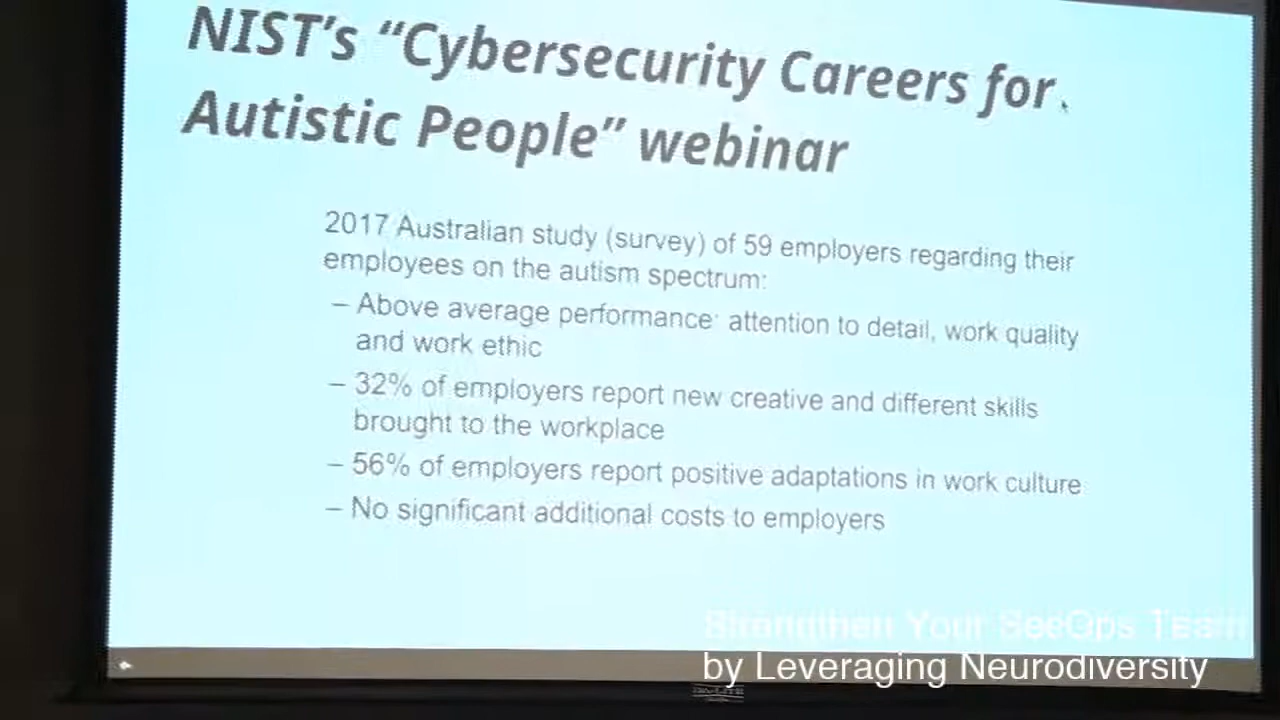 NIST's “Cybersecurity Careers for
Autistic People” webinar
2017 Australian study (survey) of 59 employers regarding their
employees on the autism spectrum:
– Above average performance: attention to detail, work quality
and work ethic
– 32% of employers report new creative and different skills
brought to the workplace
– 56% of employers report positive adaptations in work culture
– No significant additional costs to employers
Strengthen Your SecOps Team
by Leveraging Neurodiversity